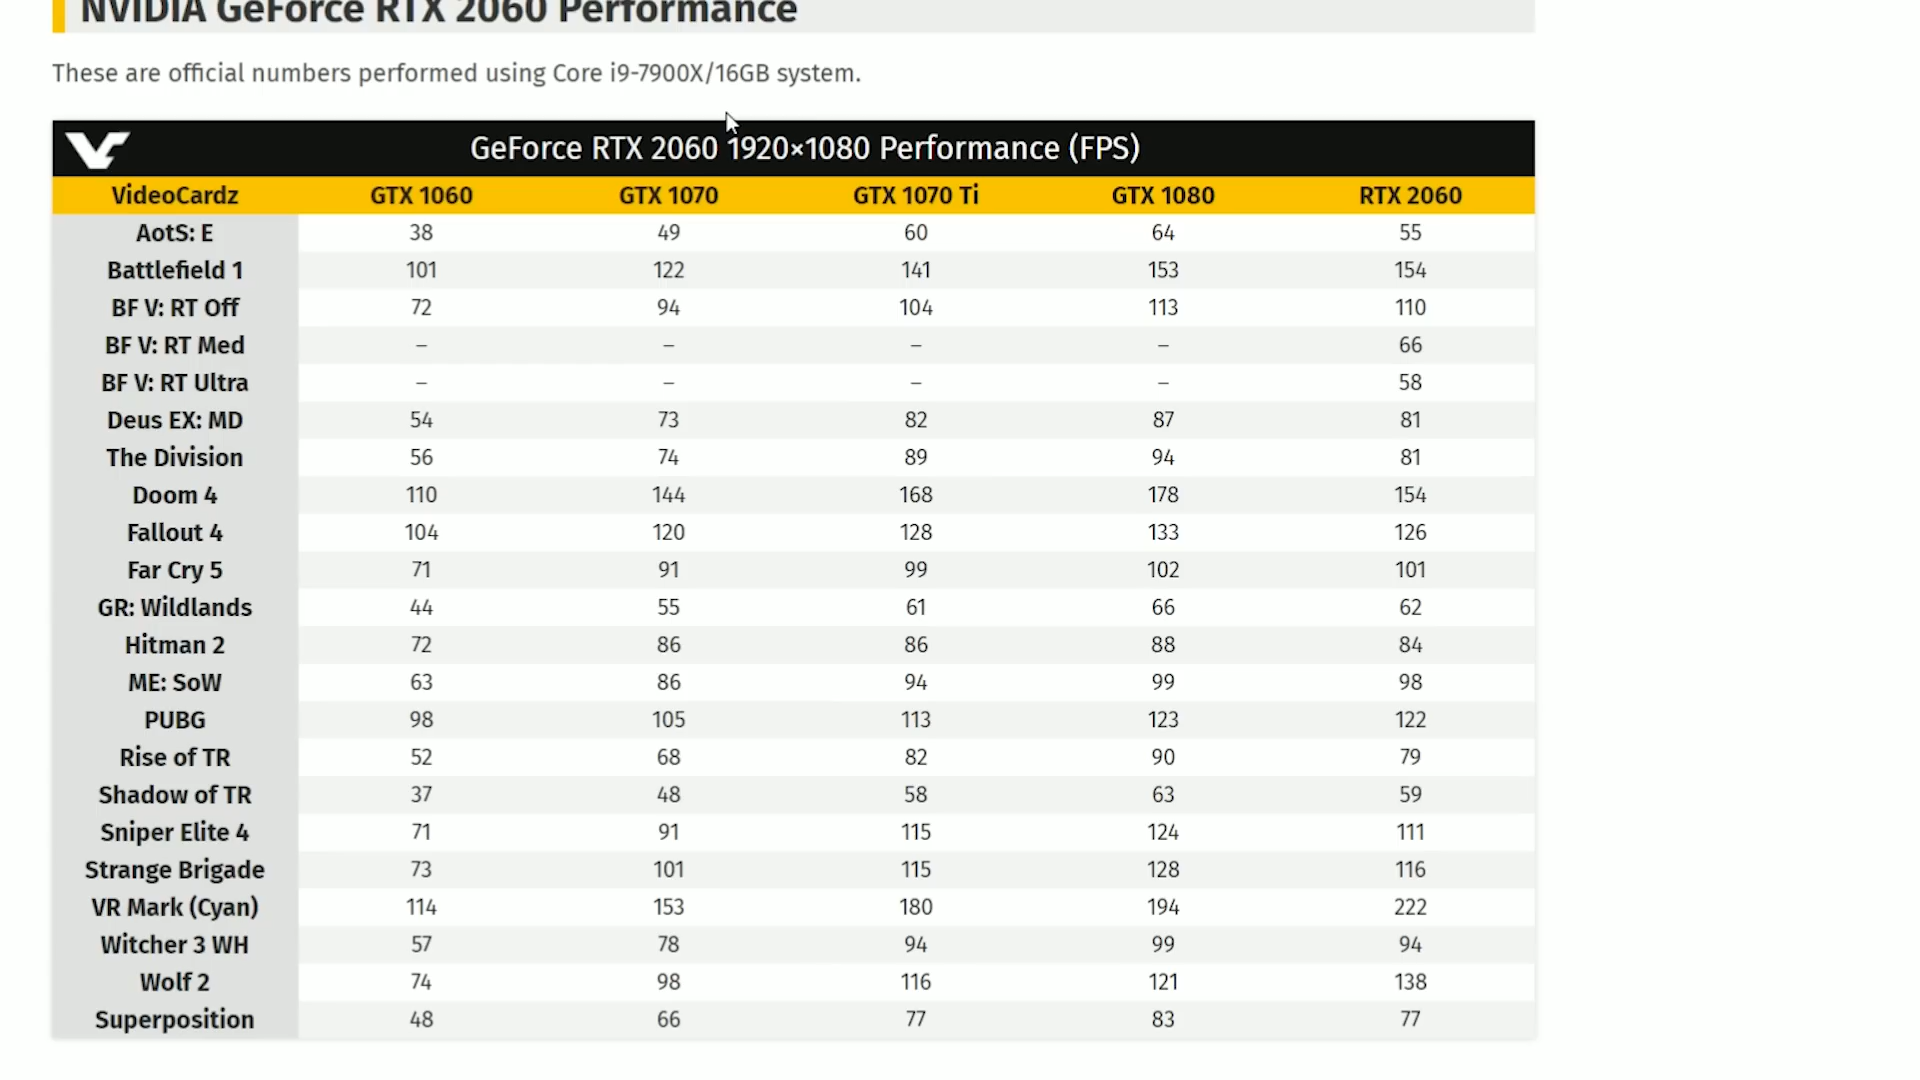 NVIDIA GeForce RTX 2060 Performance
These are official numbers performed using Core i9-7900X/16GB system.
GeForce RTX 2060 1920×1080 Performance (FPS)
VideoCardz GTX 1060 GTX 1070 GTX 1070 Ti GTX 1080 RTX 2060
AotS: E 38 49 60 64 55
Battlefield 1 101 122 141 153 154
BF V: RT Off 72 94 104 113 110
BF V: RT Med – – – – 66
BF V: RT Ultra – – – – 58
Deus EX: MD 54 73 82 87 81
The Division 56 74 89 94 81
Doom 4 110 144 168 178 154
Fallout 4 104 120 128 133 126
Far Cry 5 71 91 99 102 101
GR: Wildlands 44 55 61 66 62
Hitman 2 72 86 86 88 84
ME: SoW 63 86 94 99 98
PUBG 98 105 113 123 122
Rise of TR 52 68 82 90 79
Shadow of TR 37 48 58 63 59
Sniper Elite 4 71 91 115 124 111
Strange Brigade 73 101 115 128 116
VR Mark (Cyan) 114 153 180 194 222
Witcher 3 WH 57 78 94 99 94
Wolf 2 74 98 116 121 138
Superposition 48 66 77 83 77